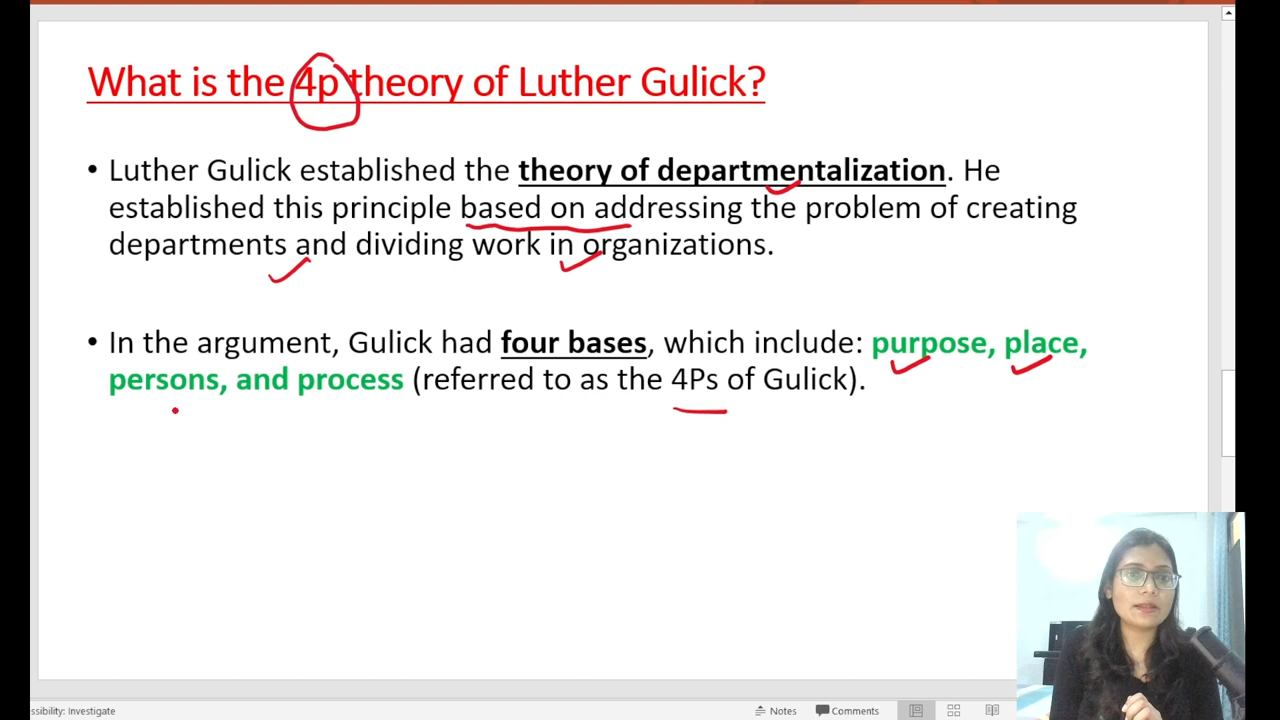 What is the 4p theory of Luther Gulick?
• Luther Gulick established the theory of departmentalization. He
established this principle based on addressing the problem of creating
departments and dividing work in organizations.
• In the argument, Gulick had four bases, which include: purpose, place,
persons, and process (referred to as the 4Ps of Gulick).
ssibility: Investigate
Notes
Comments